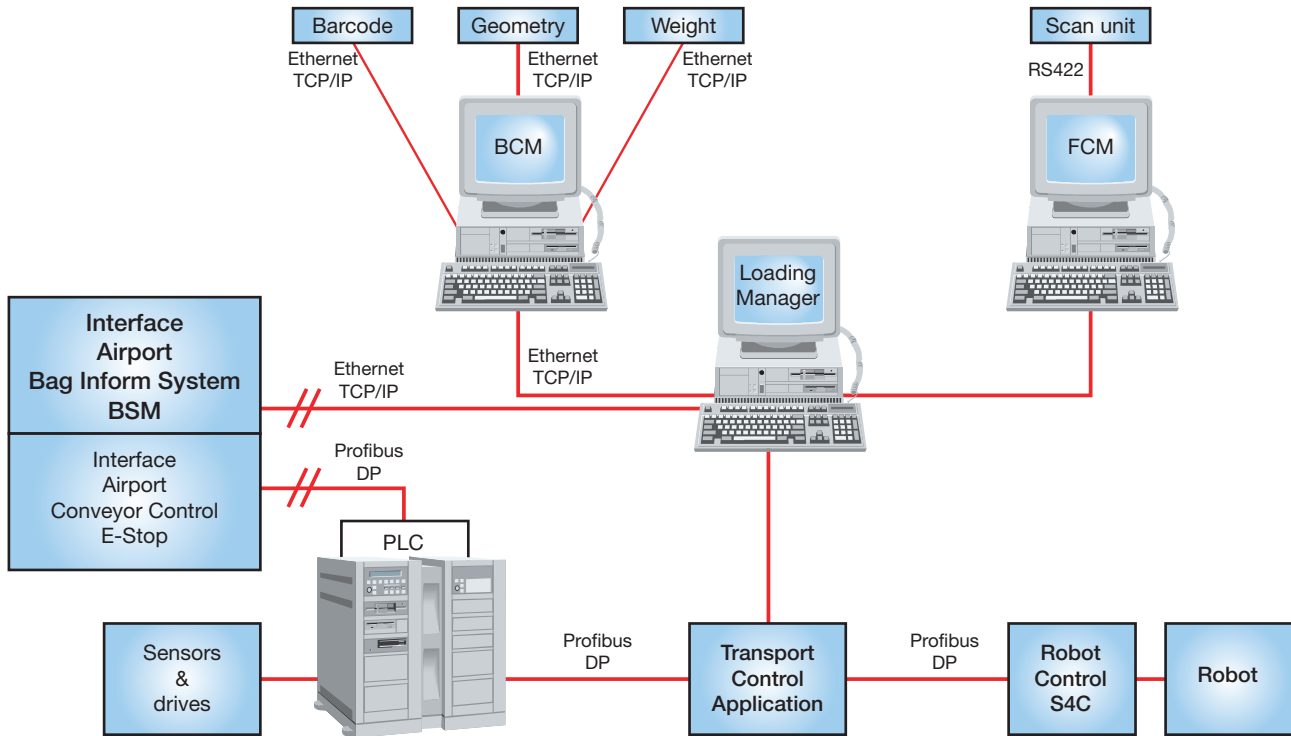 Barcode
Geometry
Weight
Scan unit
Ethernet
TCP/IP
Ethernet
TCP/IP
Ethernet
TCP/IP
RS422
BCM
FCM
Loading
Manager
Interface
Airport
Bag Inform System
BSM
Ethernet
TCP/IP
Ethernet
TCP/IP
Interface
Airport
Conveyor Control
E-Stop
Profibus
DP
PLC
Sensors
&
drives
Profibus
DP
Transport
Control
Application
Profibus
DP
Robot
Control
S4C
Robot